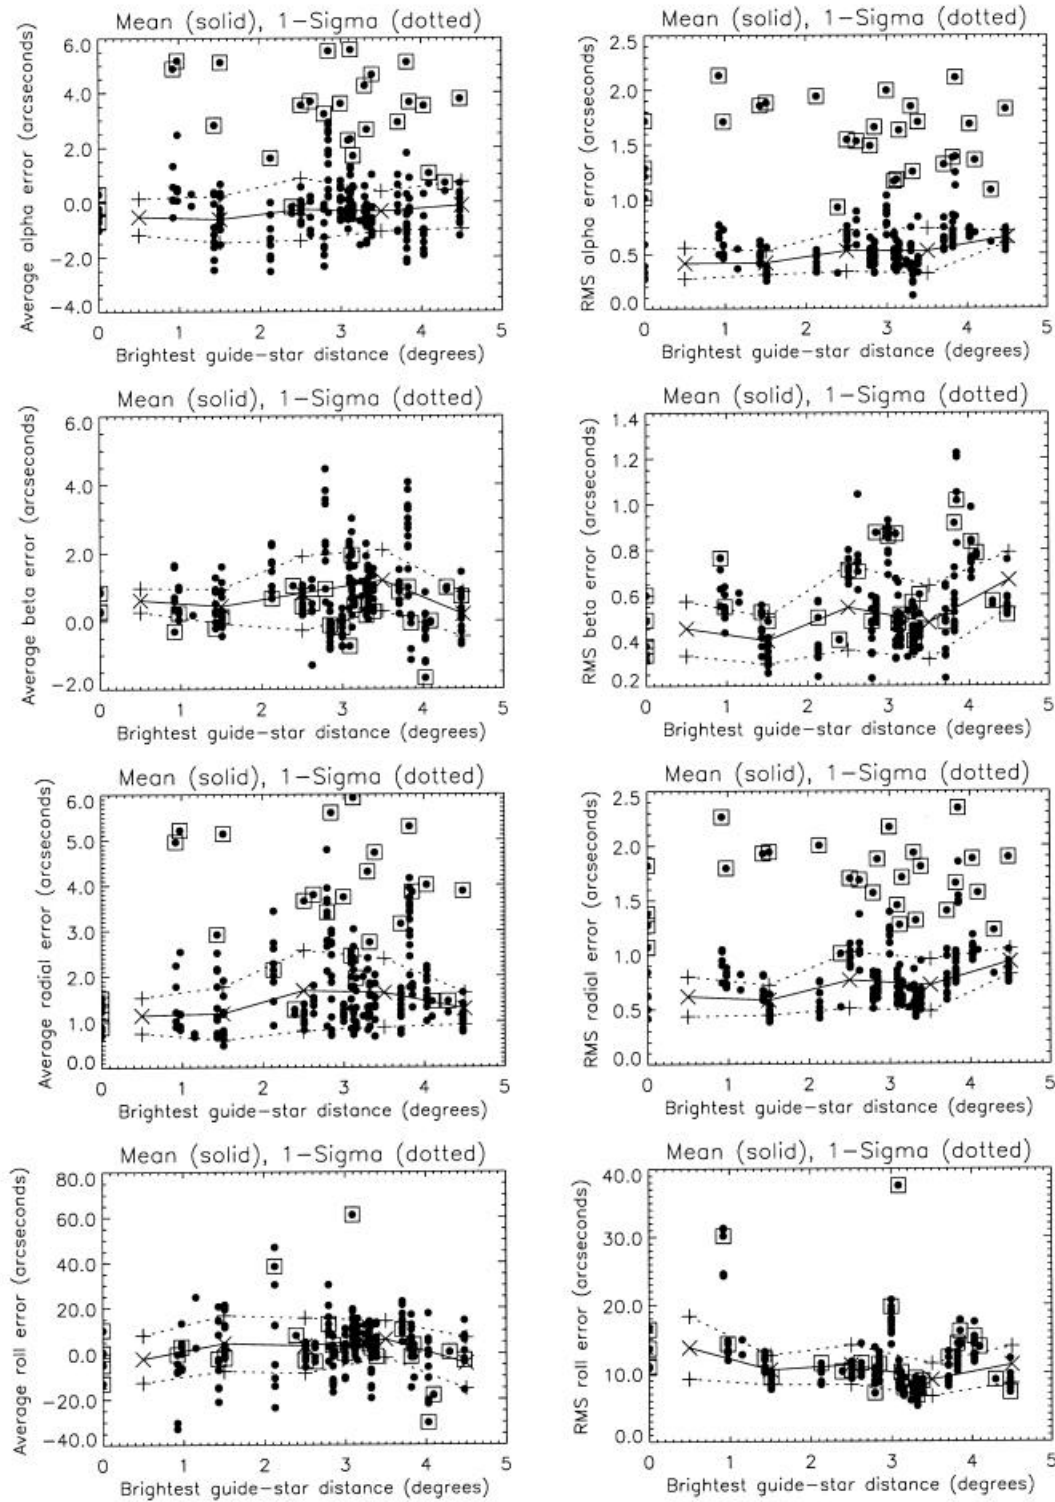 Mean (solid), 1-Sigma (dotted)
Average alpha error (arcseconds)
6.0
4.0
2.0
0.0
-2.0
-4.0
0 1 2 3 4 5
Brightest guide-star distance (degrees)
Mean (solid), 1-Sigma (dotted)
RMS alpha error (arcseconds)
2.5
2.0
1.5
1.0
0.5
0.0
0 1 2 3 4 5
Brightest guide-star distance (degrees)
Mean (solid), 1-Sigma (dotted)
Average beta error (arcseconds)
6.0
4.0
2.0
0.0
-2.0
0 1 2 3 4 5
Brightest guide-star distance (degrees)
Mean (solid), 1-Sigma (dotted)
RMS beta error (arcseconds)
1.4
1.2
1.0
0.8
0.6
0.4
0.2
0 1 2 3 4 5
Brightest guide-star distance (degrees)
Mean (solid), 1-Sigma (dotted)
Average radial error (arcseconds)
6.0
5.0
4.0
3.0
2.0
1.0
0.0
0 1 2 3 4 5
Brightest guide-star distance (degrees)
Mean (solid), 1-Sigma (dotted)
RMS radial error (arcseconds)
2.5
2.0
1.5
1.0
0.5
0.0
0 1 2 3 4 5
Brightest guide-star distance (degrees)
Mean (solid), 1-Sigma (dotted)
Average roll error (arcseconds)
80.0
60.0
40.0
20.0
0.0
-20.0
-40.0
0 1 2 3 4 5
Brightest guide-star distance (degrees)
Mean (solid), 1-Sigma (dotted)
RMS roll error (arcseconds)
40.0
30.0
20.0
10.0
0.0
0 1 2 3 4 5
Brightest guide-star distance (degrees)